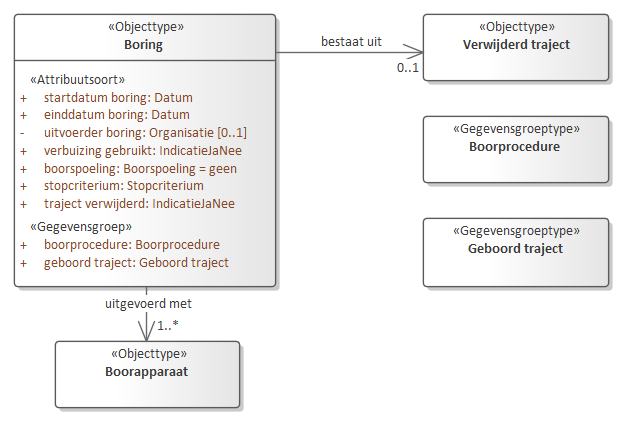 «Objecttype»
Boring
«Attribuutsoort»
+ startdatum boring: Datum
+ einddatum boring: Datum
- uitvoerder boring: Organisatie [0..1]
+ verbuizing gebruikt: IndicatieJaNee
+ boorspoeling: Boorspoeling = geen
+ stopcriterium: Stopcriterium
+ traject verwijderd: IndicatieJaNee
«Gegevensgroep»
+ boorprocedure: Boorprocedure
+ geboord traject: Geboord traject
bestaat uit
0..1
«Objecttype»
Verwijderd traject
«Gegevensgroeptype»
Boorprocedure
«Gegevensgroeptype»
Geboord traject
uitgevoerd met
1..*
«Objecttype»
Boorapparaat